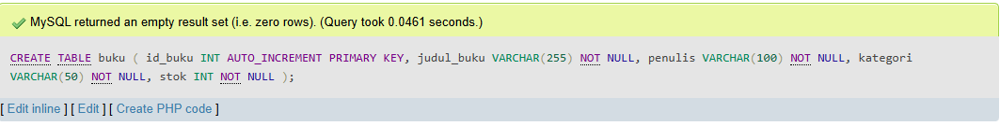 MySQL returned an empty result set (i.e. zero rows). (Query took 0.0461 seconds.)
CREATE TABLE buku ( id_buku INT AUTO_INCREMENT PRIMARY KEY, judul_buku VARCHAR(255) NOT NULL, penulis VARCHAR(100) NOT NULL, kategori
VARCHAR(50) NOT NULL, stok INT NOT NULL );
[ Edit inline ] [ Edit ] [ Create PHP code ]